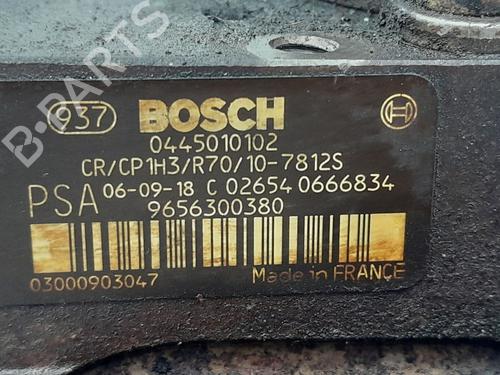 937 BOSCH
0445010102
CR/CP1H3/R70/10-7812S
PSA 06-09-18 C 02654 0666834
9656300380
03000903047 Made in FRANCE
B-PARTS